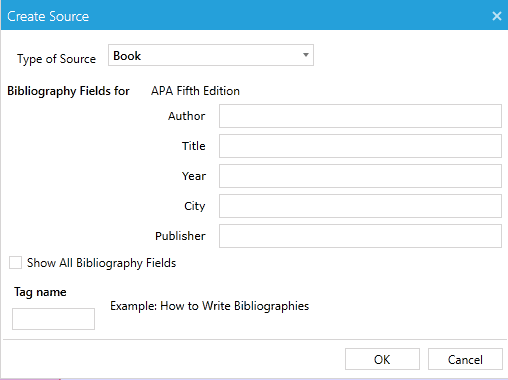 Create Source
Type of Source Book
Bibliography Fields for APA Fifth Edition
Author
Title
Year
City
Publisher
Show All Bibliography Fields
Tag name
Example: How to Write Bibliographies
OK Cancel